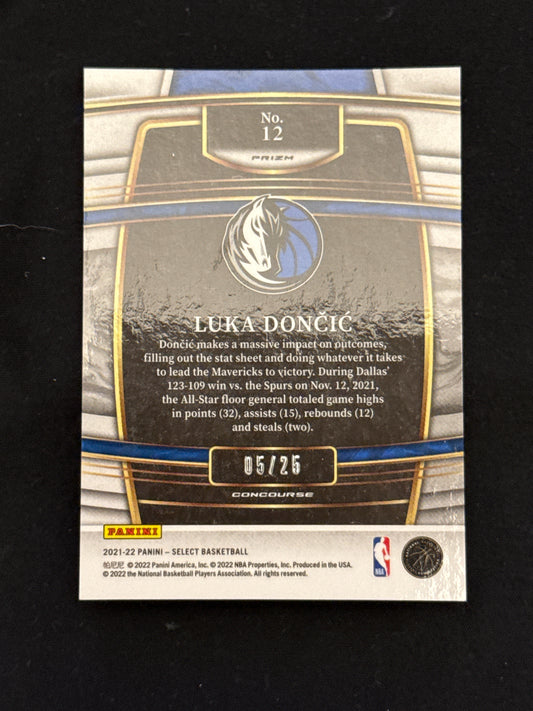 No.
12
PRIZM
LUKA DONČIĆ
Dončić makes a massive impact on outcomes,
filling out the stat sheet and doing whatever it takes
to lead the Mavericks to victory. During Dallas'
123-109 win vs. the Spurs on Nov. 12, 2021,
the All-Star floor general totaled game highs
in points (32), assists (15), rebounds (12)
and steals (two).
05/25
CONCOURSE
PANINI
2021-22 PANINI – SELECT BASKETBALL
帕尼尼 © 2022 Panini America, Inc. © 2022 NBA Properties, Inc. Produced in the USA.
© 2022 the National Basketball Players Association. All rights reserved.
NBA